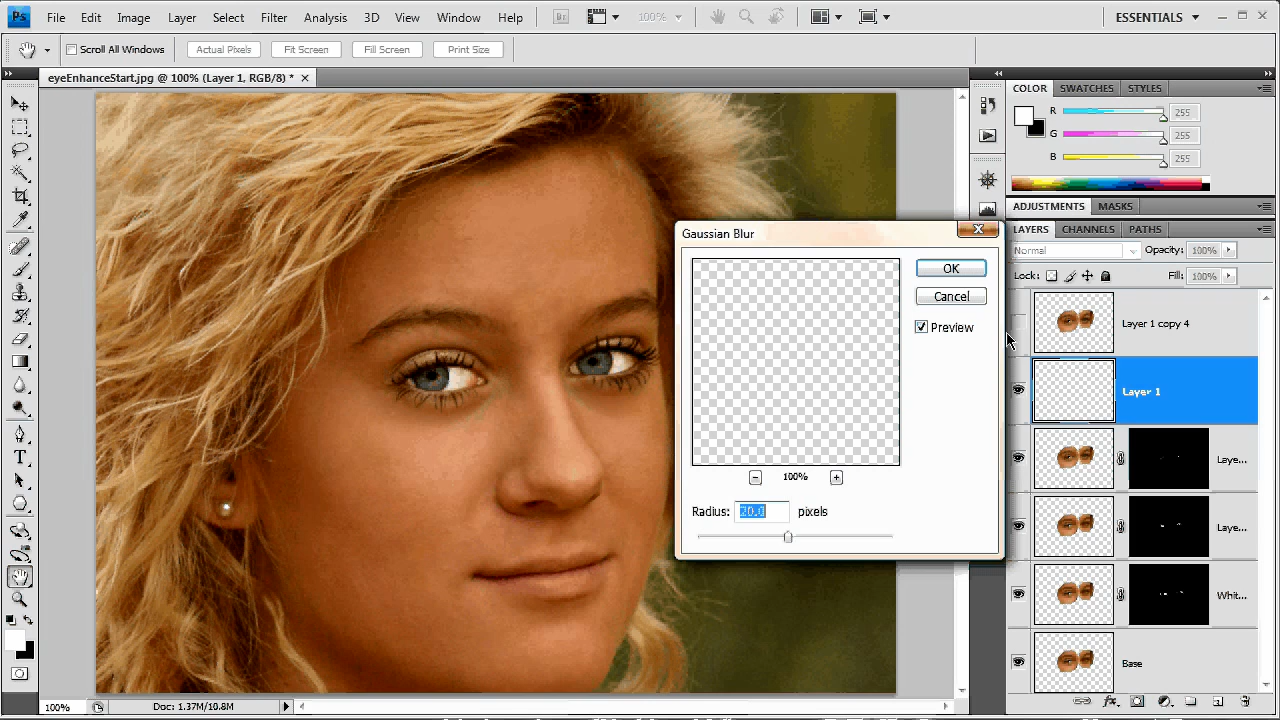 Ps File Edit Image Layer Select Filter Analysis 3D View Window Help Br 100% ESSENTIALS
Scroll All Windows Actual Pixels Fit Screen Fill Screen Print Size
eyeEnhanceStart.jpg @ 100% (Layer 1, RGB/8) *
COLOR SWATCHES STYLES
R 255
G 255
B 255
ADJUSTMENTS MASKS
LAYERS CHANNELS PATHS
Normal Opacity: 100%
Lock: Fill: 100%
Layer 1 copy 4
Layer 1
Laye...
Laye...
Whit...
Base
Gaussian Blur
OK
Cancel
Preview
100%
Radius: 20.0 pixels
T
100% Doc: 1.37M/10.8M
fx